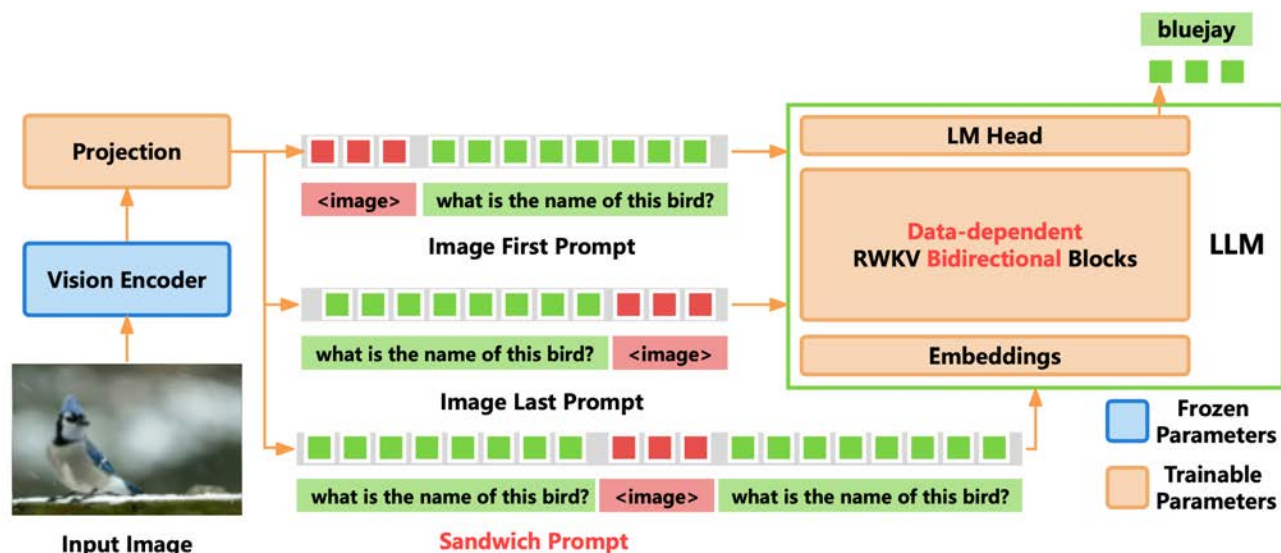 bluejay
Projection
LM Head
<image>
what is the name of this bird?
Image First Prompt
Data-dependent
RWKV Bidirectional Blocks
LLM
Vision Encoder
what is the name of this bird?
<image>
Image Last Prompt
Embeddings
Frozen
Parameters
what is the name of this bird?
<image>
what is the name of this bird?
Trainable
Parameters
Input Image
Sandwich Prompt